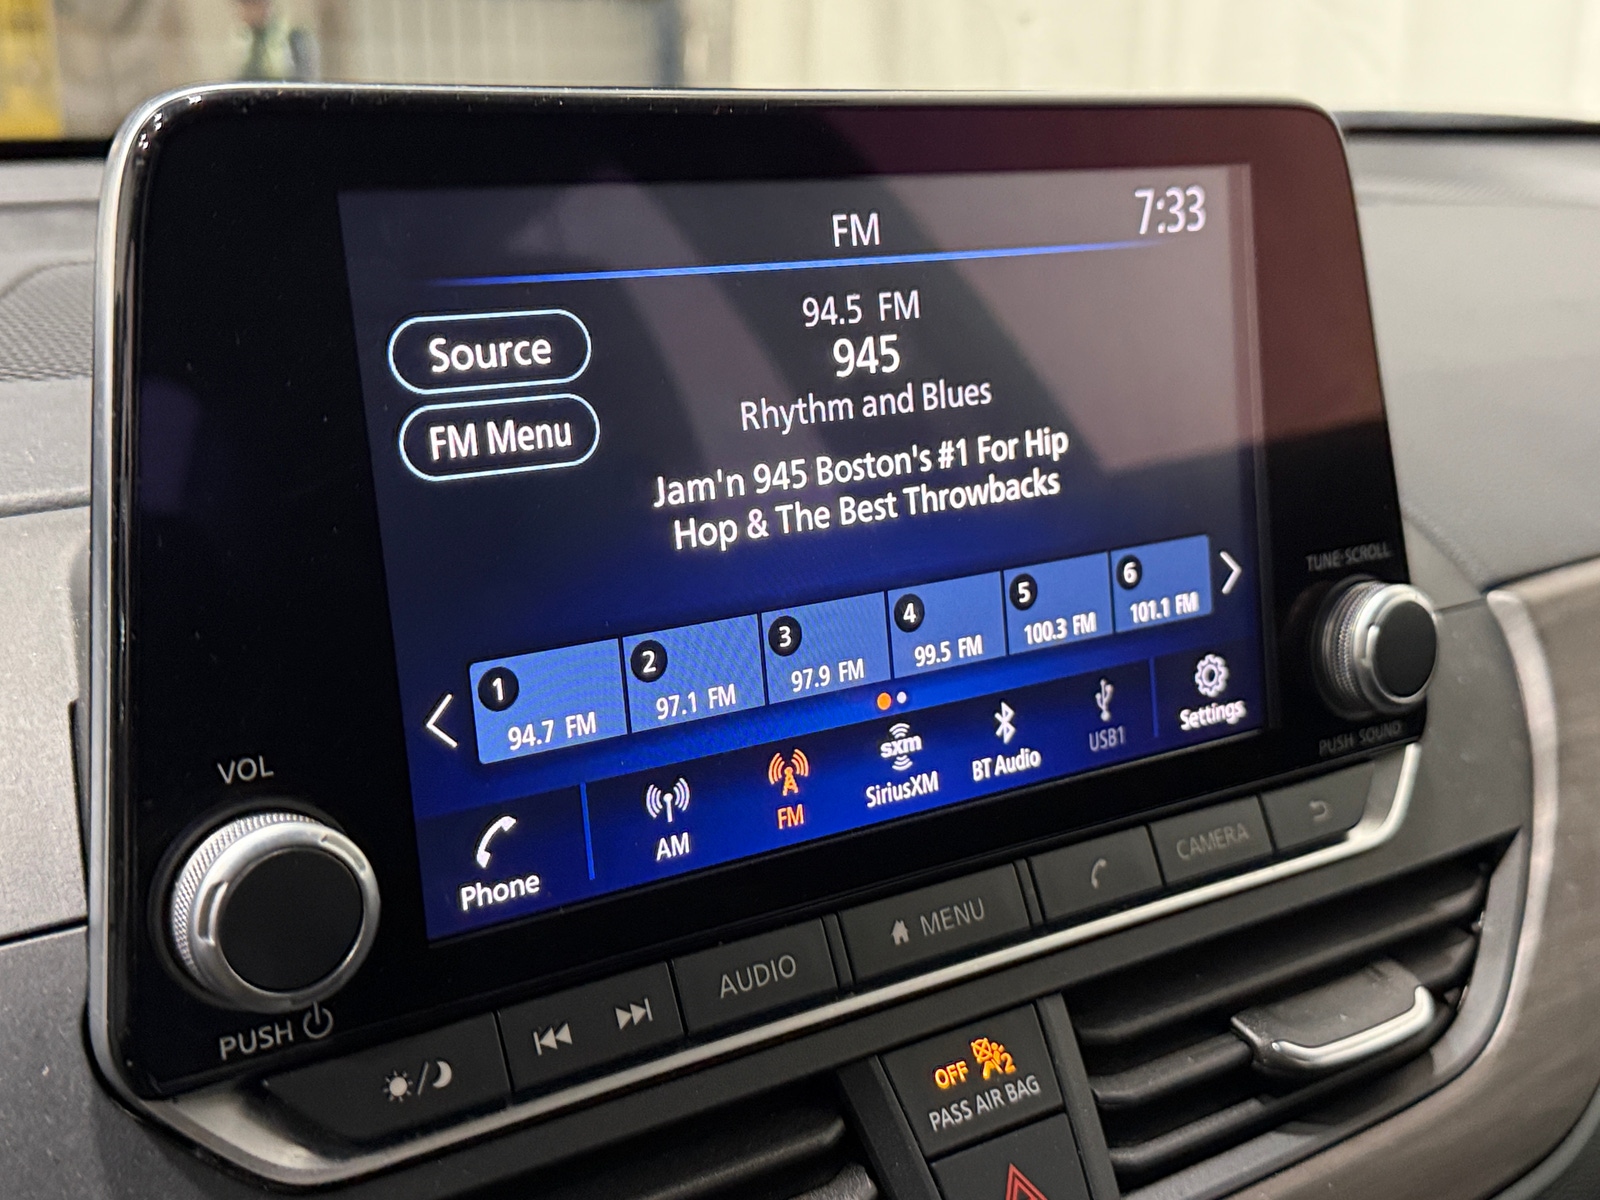 FM
7:33
94.5 FM
945
Rhythm and Blues
Jam'n 945 Boston's #1 For Hip
Hop & The Best Throwbacks
Source
FM Menu
1
94.7 FM
2
97.1 FM
3
97.9 FM
4
99.5 FM
5
100.3 FM
6
101.1 FM
Phone
AM
FM
sxm
SiriusXM
BT Audio
USB1
Settings
VOL
PUSH
TUNE·SCROLL
PUSH SOUND
AUDIO
MENU
CAMERA
OFF
2
PASS AIR BAG